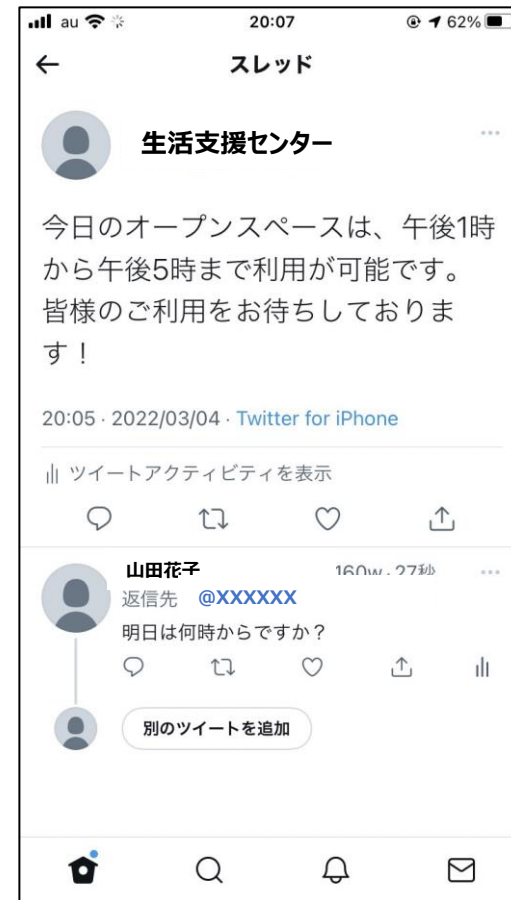 au 20:07 62%
スレッド
生活支援センター
今日のオープンスペースは、午後1時
から午後5時まで利用が可能です。
皆様のご利用をお待ちしておりま
す！
20:05 · 2022/03/04 · Twitter for iPhone
ツイートアクティビティを表示
山田花子 160w · 27秒
返信先 @XXXXXX
明日は何時からですか？
別のツイートを追加